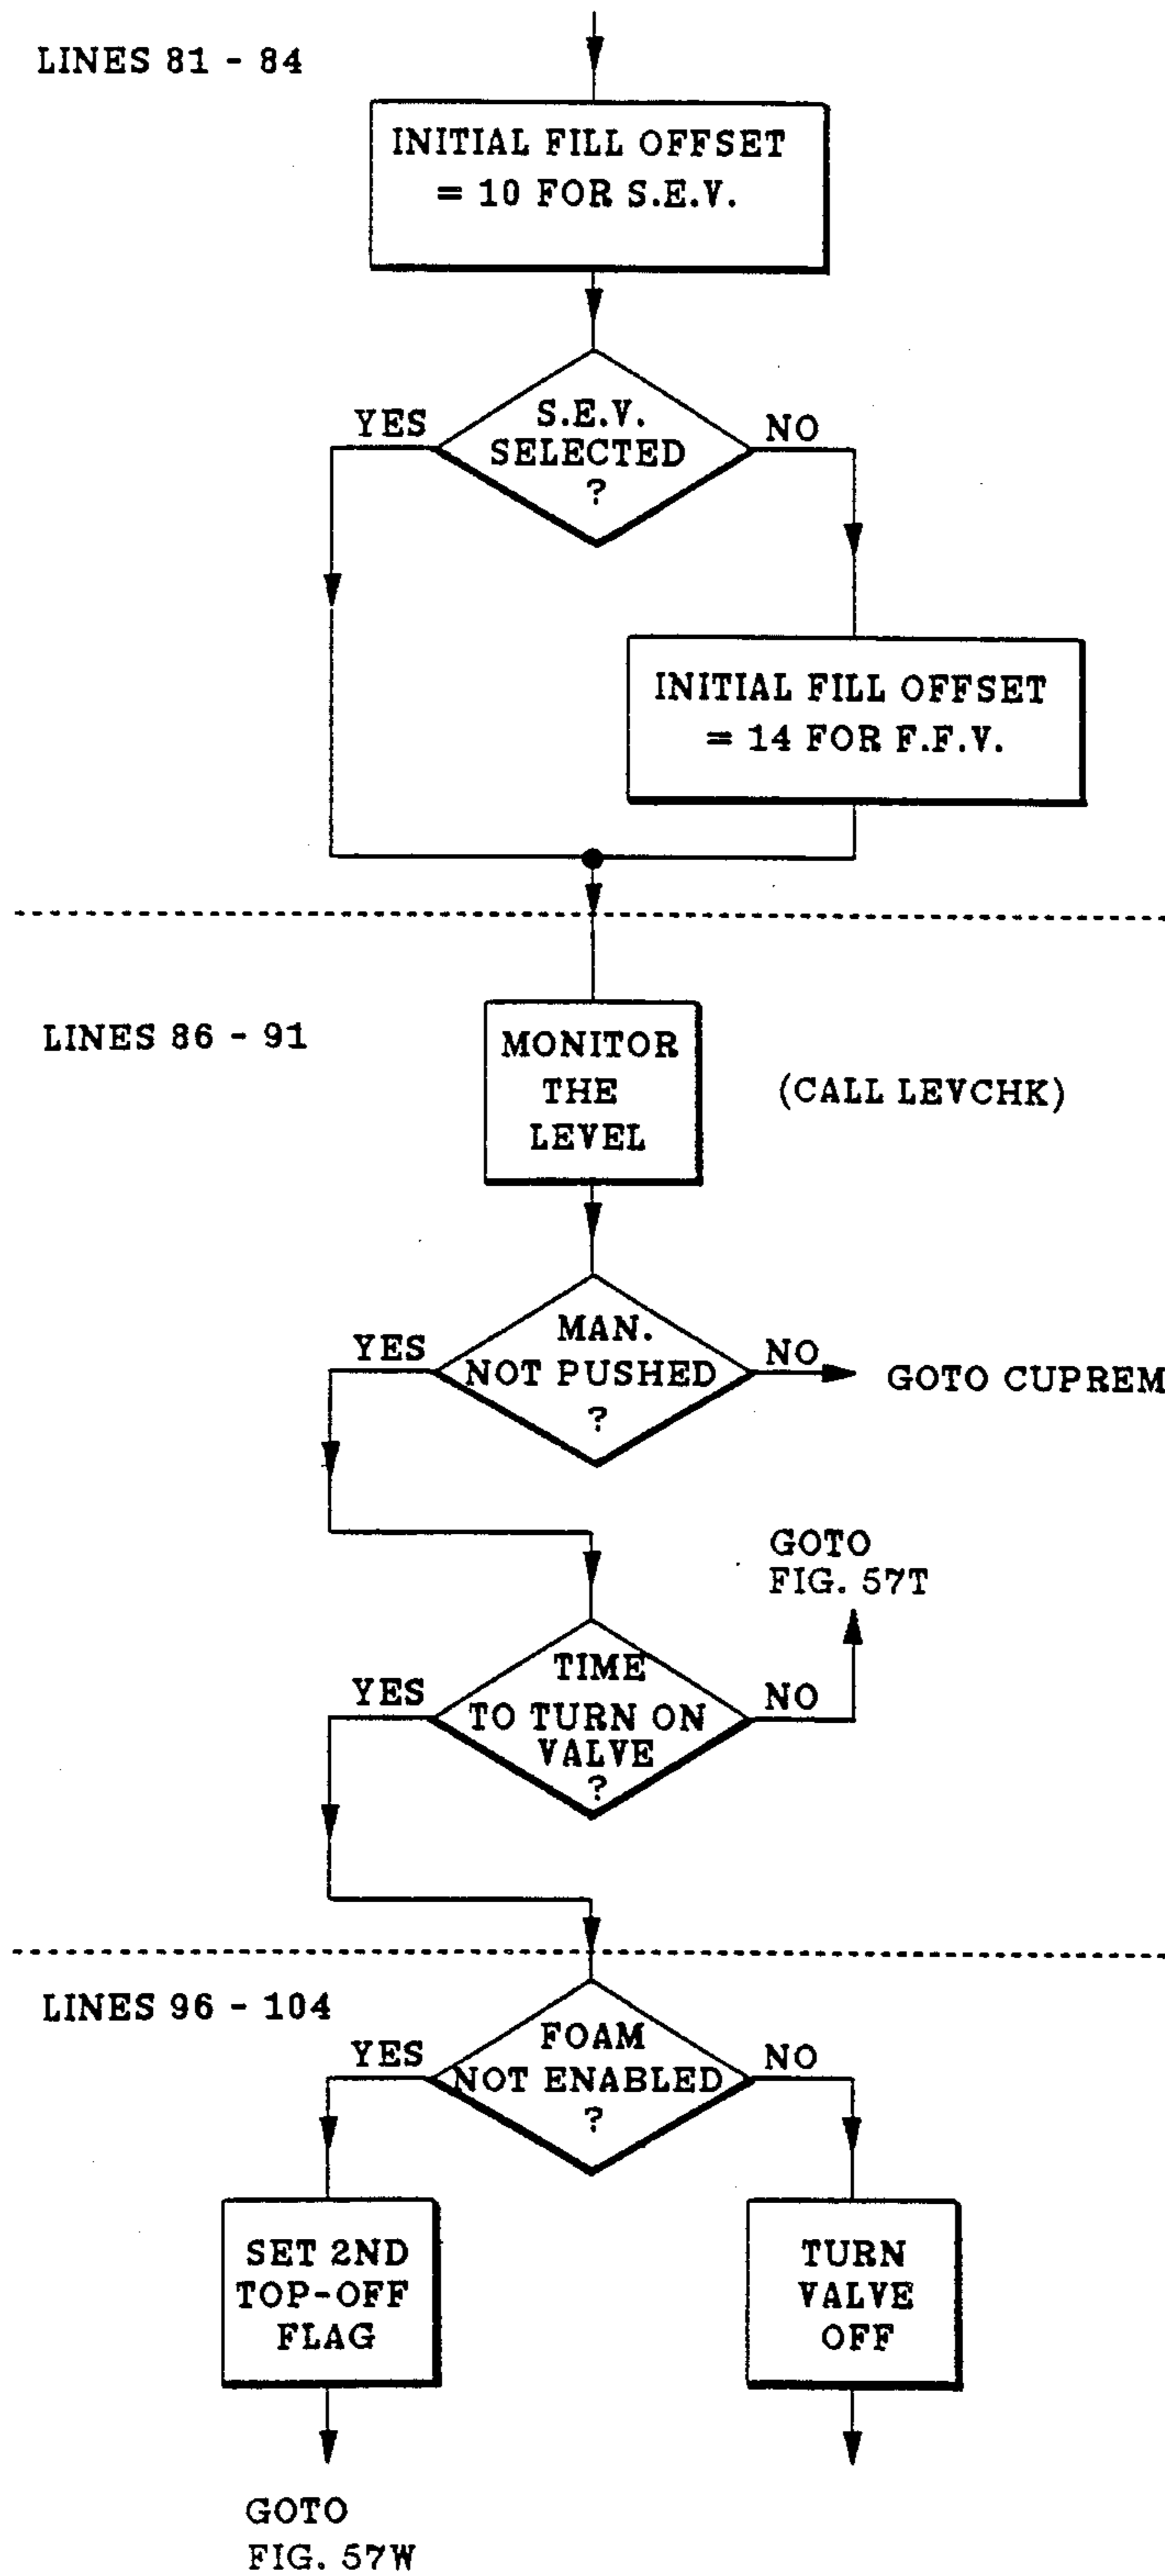 LINES 81 - 84
INITIAL FILL OFFSET
= 10 FOR S.E.V.
YES
S.E.V.
SELECTED
?
NO
INITIAL FILL OFFSET
= 14 FOR F.F.V.
LINES 86 - 91
MONITOR
THE
LEVEL
(CALL LEVCHK)
YES
MAN.
NOT PUSHED
?
NO
GOTO CUPREM
GOTO
FIG. 57T
YES
TIME
TO TURN ON
VALVE
?
NO
LINES 96 - 104
YES
FOAM
NOT ENABLED
?
NO
SET 2ND
TOP-OFF
FLAG
TURN
VALVE
OFF
GOTO
FIG. 57W